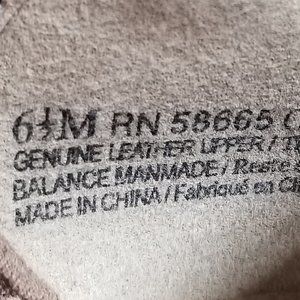 6½M RN 58665
GENUINE LEATHER UPPER /
BALANCE MANMADE /
MADE IN CHINA / Fabriqué en